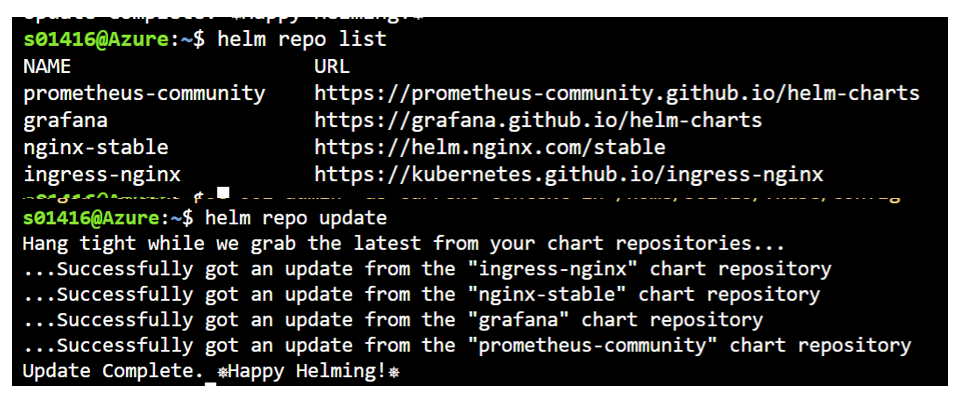 Update Complete. ⎈Happy Helming!⎈
s01416@Azure:~$ helm repo list
NAME                    URL
prometheus-community    https://prometheus-community.github.io/helm-charts
grafana                 https://grafana.github.io/helm-charts
nginx-stable            https://helm.nginx.com/stable
ingress-nginx           https://kubernetes.github.io/ingress-nginx
s01416@Azure:~$ helm repo update
Hang tight while we grab the latest from your chart repositories...
...Successfully got an update from the "ingress-nginx" chart repository
...Successfully got an update from the "nginx-stable" chart repository
...Successfully got an update from the "grafana" chart repository
...Successfully got an update from the "prometheus-community" chart repository
Update Complete. ⎈Happy Helming!⎈